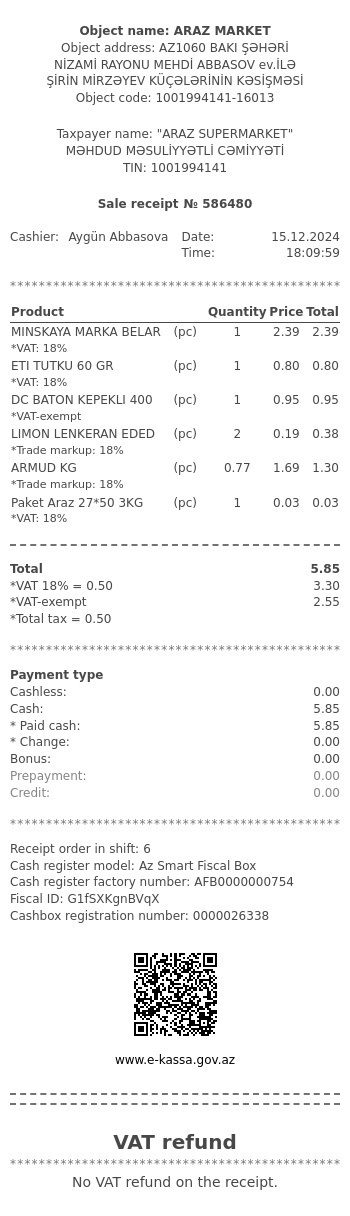 Object name: ARAZ MARKET
Object address: AZ1060 BAKI ŞƏHƏRİ
NİZAMİ RAYONU MEHDİ ABBASOV ev.İLƏ
ŞİRİN MİRZƏYEV KÜÇƏLƏRİNİN KƏSİŞMƏSİ
Object code: 1001994141-16013
Taxpayer name: "ARAZ SUPERMARKET"
MƏHDUD MƏSULİYYƏTLİ CƏMİYYƏTİ
TIN: 1001994141
Sale receipt № 586480
Cashier: Aygün Abbasova Date: 15.12.2024
Time: 18:09:59
**********************************************
Product Quantity Price Total
MINSKAYA MARKA BELAR (pc) 1 2.39 2.39
*VAT: 18%
ETI TUTKU 60 GR (pc) 1 0.80 0.80
*VAT: 18%
DC BATON KEPEKLI 400 (pc) 1 0.95 0.95
*VAT-exempt
LIMON LENKERAN EDED (pc) 2 0.19 0.38
*Trade markup: 18%
ARMUD KG (pc) 0.77 1.69 1.30
*Trade markup: 18%
Paket Araz 27*50 3KG (pc) 1 0.03 0.03
*VAT: 18%
Total 5.85
*VAT 18% = 0.50 3.30
*VAT-exempt 2.55
*Total tax = 0.50
**********************************************
Payment type
Cashless: 0.00
Cash: 5.85
* Paid cash: 5.85
* Change: 0.00
Bonus: 0.00
Prepayment: 0.00
Credit: 0.00
**********************************************
Receipt order in shift: 6
Cash register model: Az Smart Fiscal Box
Cash register factory number: AFB0000000754
Fiscal ID: G1fSXKgnBVqX
Cashbox registration number: 0000026338
www.e-kassa.gov.az
VAT refund
**********************************************
No VAT refund on the receipt.